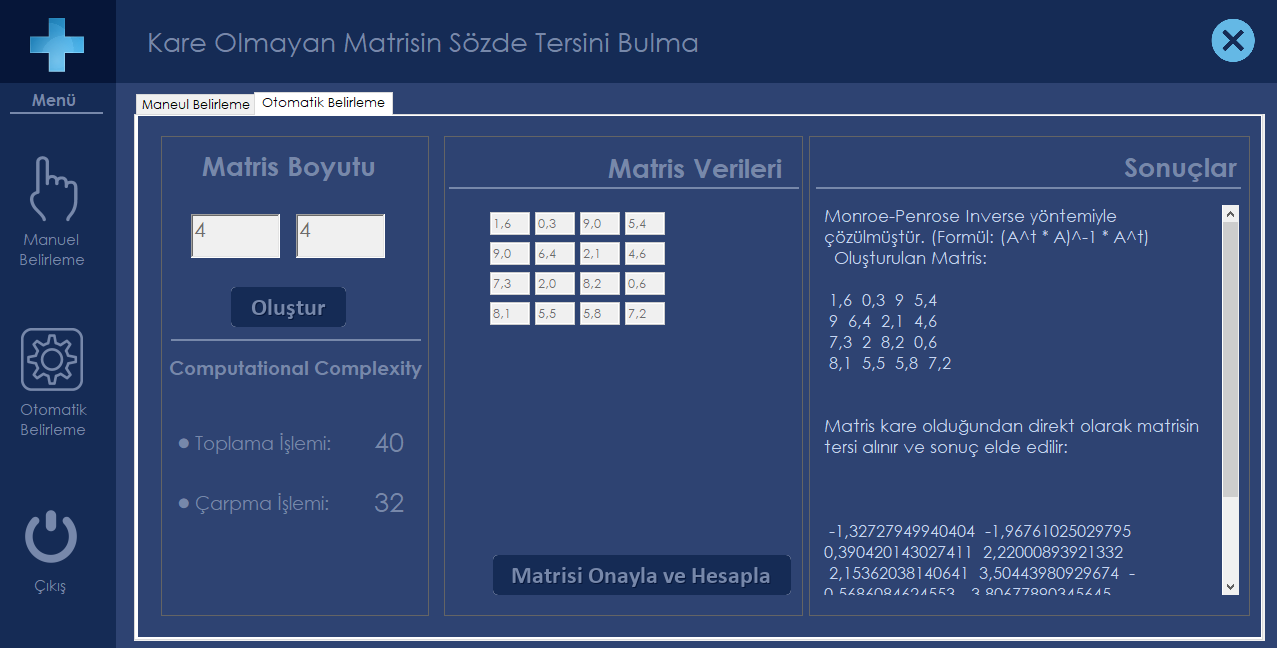 Kare Olmayan Matrisin Sözde Tersini Bulma
Menü
Manuel
Belirleme
Otomatik
Belirleme
Çıkış
Maneul Belirleme
Otomatik Belirleme
Matris Boyutu
4 4
Oluştur
Computational Complexity
Toplama İşlemi: 40
Çarpma İşlemi: 32
Matris Verileri
1,6 0,3 9,0 5,4
9,0 6,4 2,1 4,6
7,3 2,0 8,2 0,6
8,1 5,5 5,8 7,2
Matrisi Onayla ve Hesapla
Sonuçlar
Monroe-Penrose Inverse yöntemiyle
çözülmüştür. (Formül: (A^t * A)^-1 * A^t)
Oluşturulan Matris:
1,6 0,3 9 5,4
9 6,4 2,1 4,6
7,3 2 8,2 0,6
8,1 5,5 5,8 7,2
Matris kare olduğundan direkt olarak matrisin
tersi alınır ve sonuç elde edilir:
-1,32727949940404 -1,96761025029795
0,390420143027411 2,22000893921332
2,15362038140641 3,50443980929674 -
0,5686084624553 -3,80677890345645